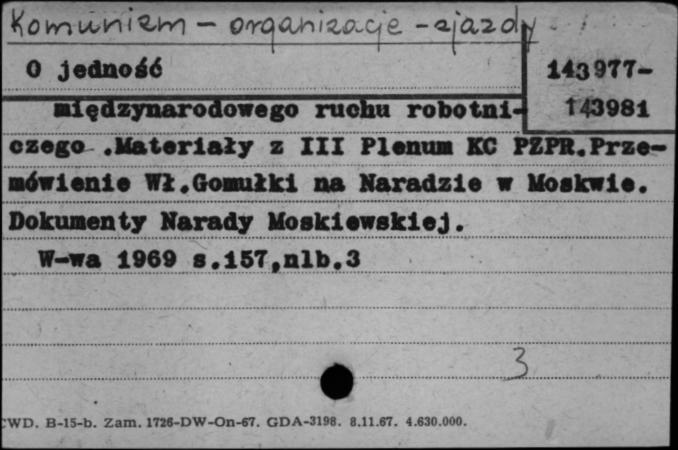 Komunizm – organizacje – zjazdy
O jedność
143977-
międzynarodowego ruchu robotni-
143981
czego .Materiały z III Plenum KC PZPR.Prze-
mówienie Wł.Gomułki na Naradzie w Moskwie.
Dokumenty Narady Moskiewskiej.
W-wa 1969 s.157,nlb.3
3
CWD. B-15-b. Zam. 1726-DW-On-67. GDA-3198. 8.11.67. 4.630.000.